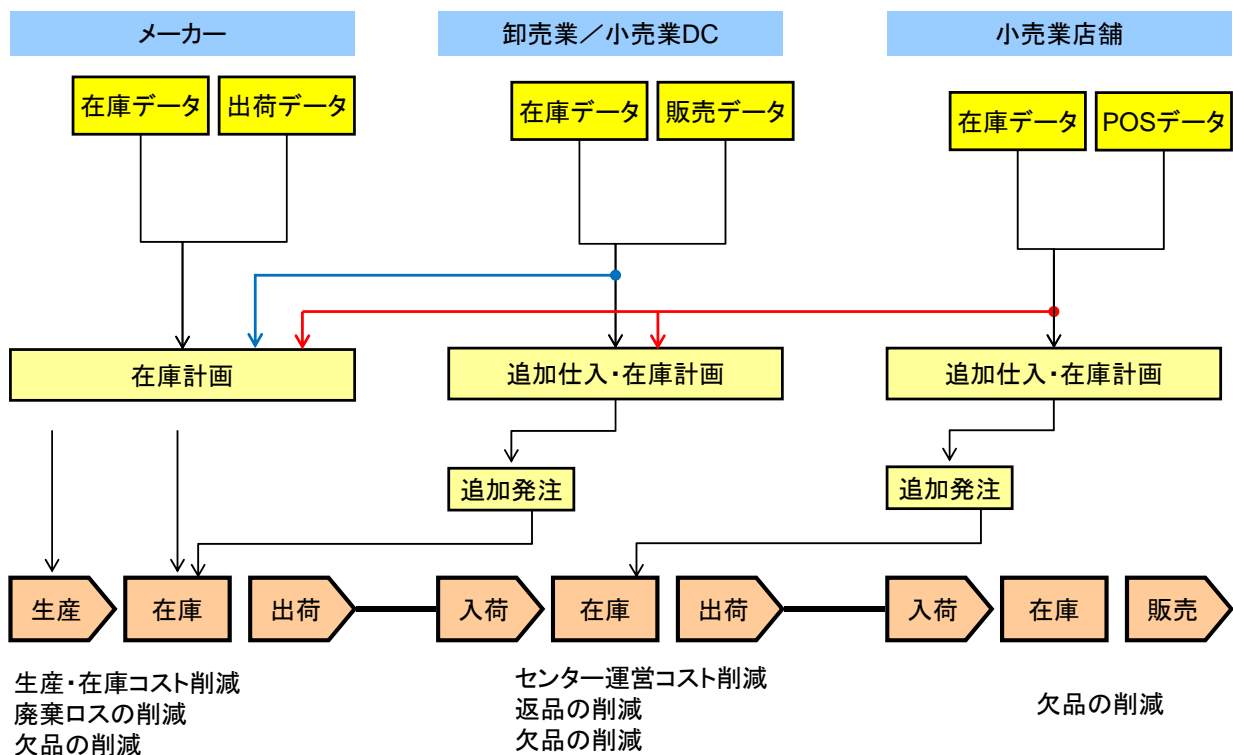 メーカー
卸売業／小売業DC
小売業店舗
在庫データ
出荷データ
在庫データ
販売データ
在庫データ
POSデータ
在庫計画
追加仕入・在庫計画
追加仕入・在庫計画
追加発注
追加発注
生産
在庫
出荷
入荷
在庫
出荷
入荷
在庫
販売
生産・在庫コスト削減
廃棄ロスの削減
欠品の削減
センター運営コスト削減
返品の削減
欠品の削減
欠品の削減